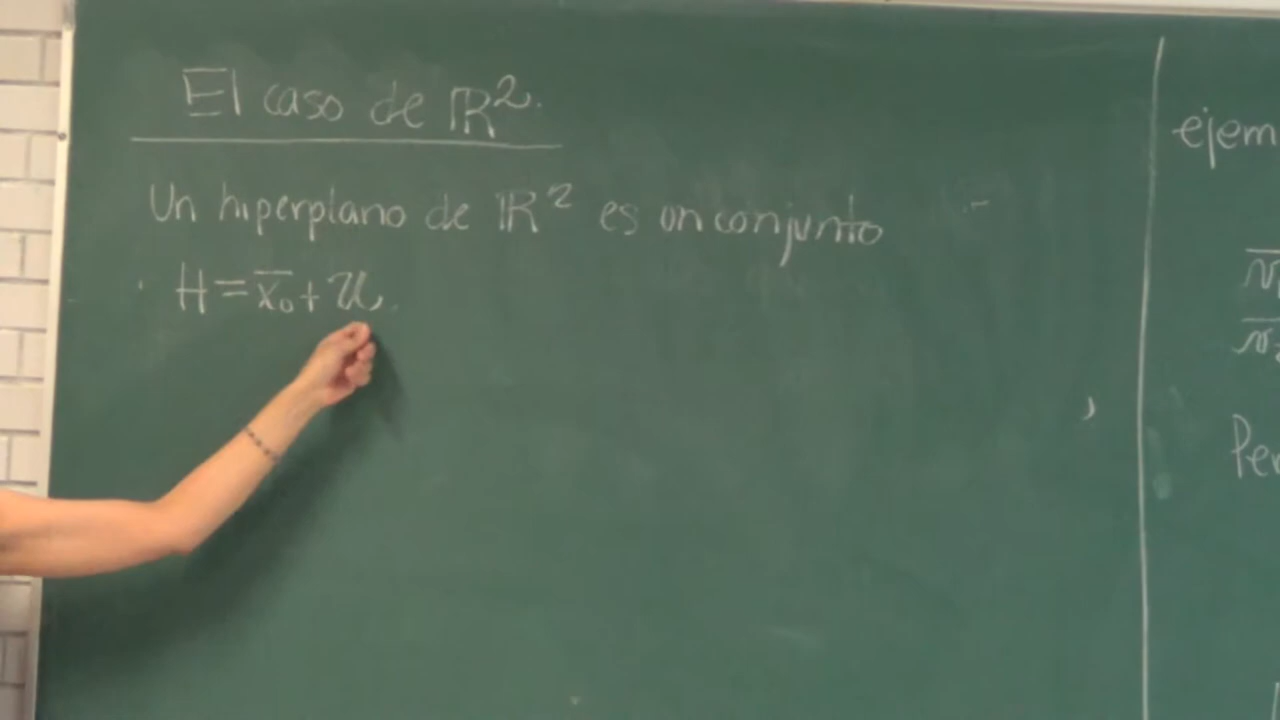 El caso de ℝ².
Un hiperplano de ℝ² es un conjunto
H = x̄₀ + 𝒰.
ejem
Per